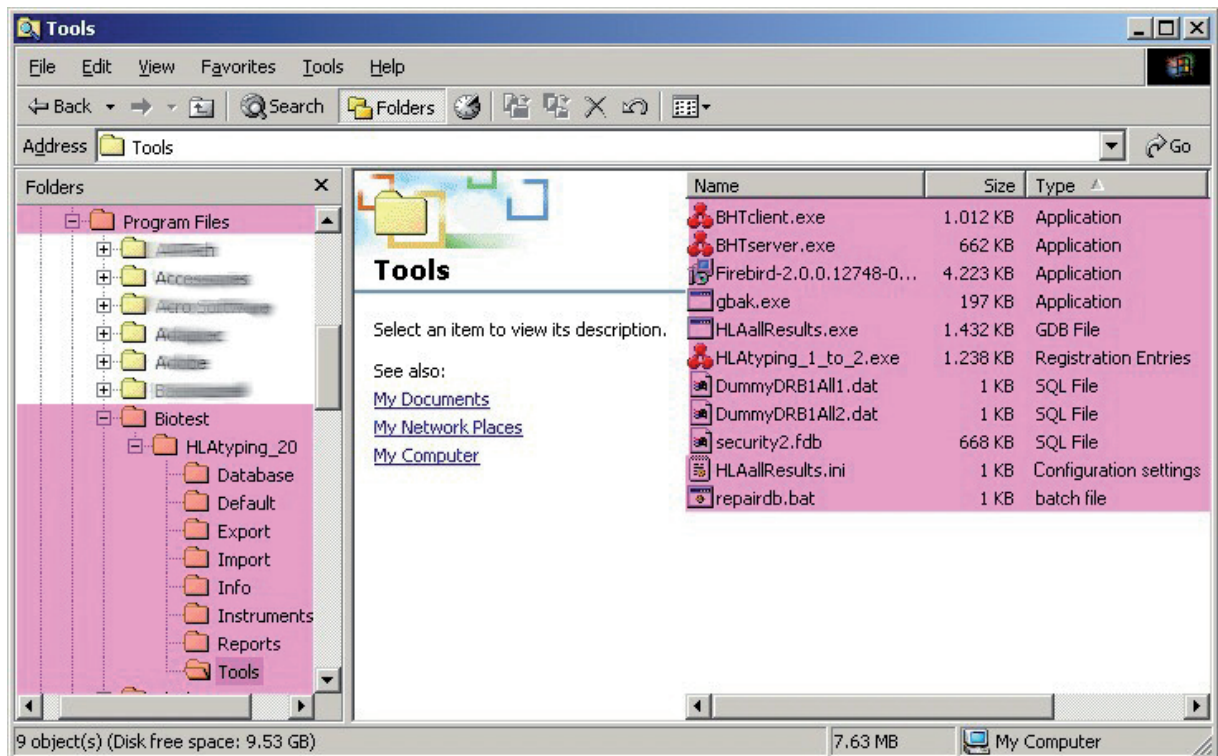 Tools
File Edit View Favorites Tools Help
Back Search Folders
Address Tools Go
Folders
Program Files
Accessories
Adobe
Biotest
HLAtyping_20
Database
Default
Export
Import
Info
Instruments
Reports
Tools
Tools
Select an item to view its description.
See also:
My Documents
My Network Places
My Computer
Name Size Type
BHTclient.exe 1.012 KB Application
BHTserver.exe 662 KB Application
Firebird-2.0.0.12748-0... 4.223 KB Application
gbak.exe 197 KB Application
HLAallResults.exe 1.432 KB GDB File
HLAtyping_1_to_2.exe 1.238 KB Registration Entries
DummyDRB1All1.dat 1 KB SQL File
DummyDRB1All2.dat 1 KB SQL File
security2.fdb 668 KB SQL File
HLAallResults.ini 1 KB Configuration settings
repairdb.bat 1 KB batch file
9 object(s) (Disk free space: 9.53 GB) 7.63 MB My Computer